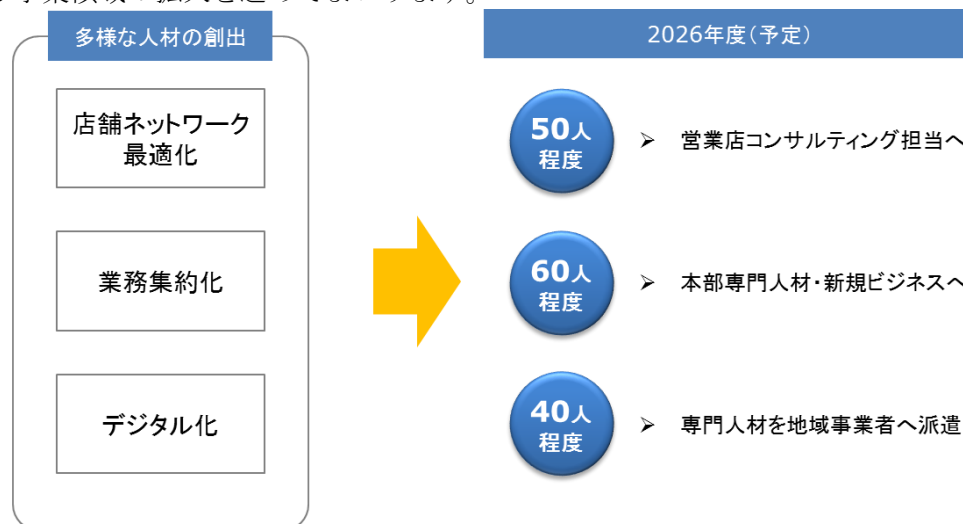 多様な人材の創出
店舗ネットワーク
最適化
業務集約化
デジタル化
2026年度(予定)
50人
程度
➢ 営業店コンサルティング担当へ
60人
程度
➢ 本部専門人材・新規ビジネスへ
40人
程度
➢ 専門人材を地域事業者へ派遣